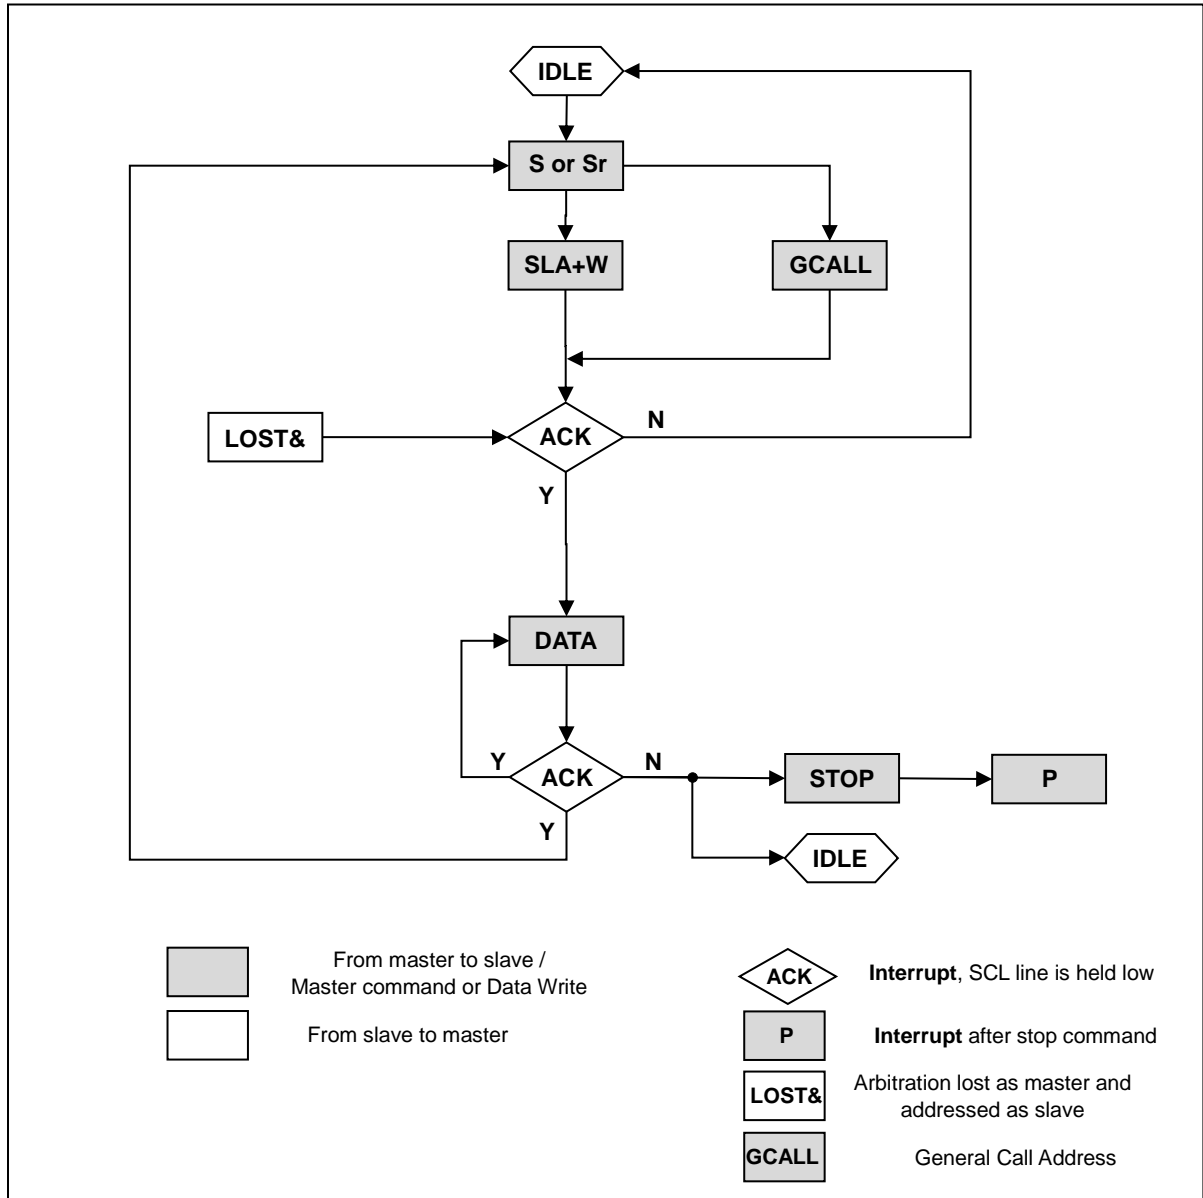 IDLE
S or Sr
SLA+W
GCALL
LOST&
ACK
N
Y
DATA
Y
ACK
N
STOP
P
Y
IDLE
From master to slave /
Master command or Data Write
From slave to master
ACK
Interrupt, SCL line is held low
P
Interrupt after stop command
LOST&
Arbitration lost as master and
addressed as slave
GCALL
General Call Address